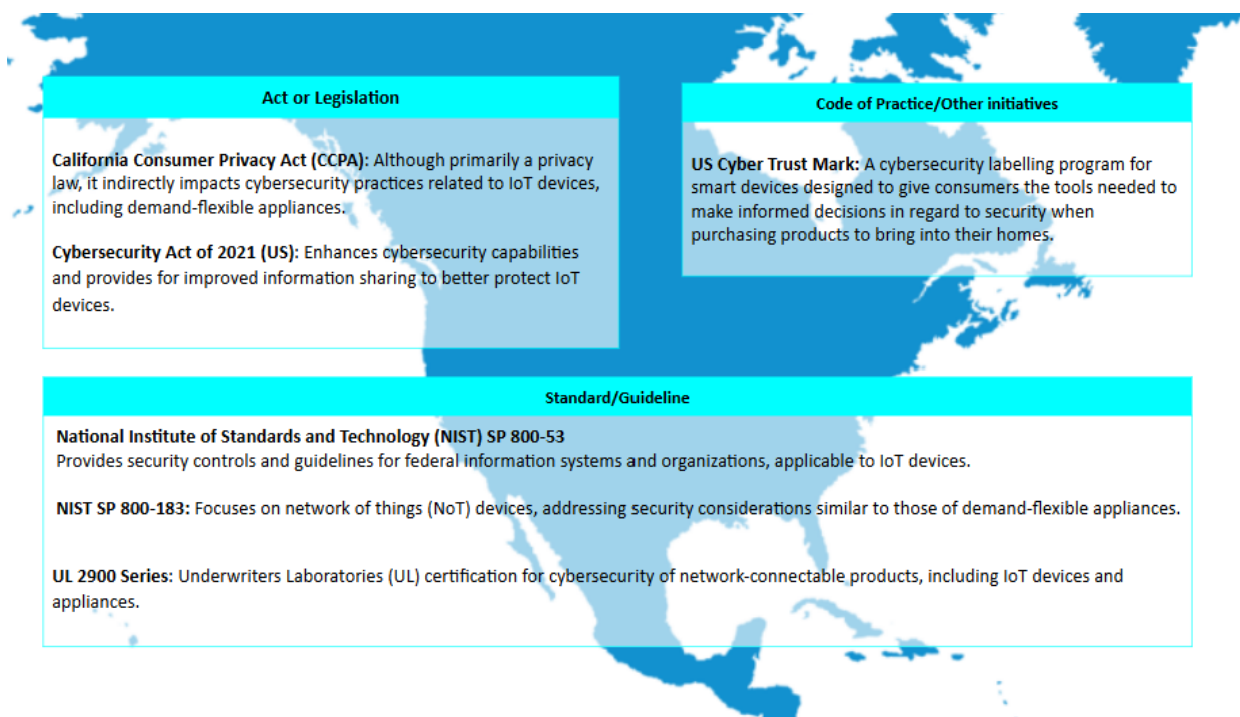 Act or Legislation
California Consumer Privacy Act (CCPA): Although primarily a privacy
law, it indirectly impacts cybersecurity practices related to IoT devices,
including demand-flexible appliances.
Cybersecurity Act of 2021 (US): Enhances cybersecurity capabilities
and provides for improved information sharing to better protect IoT
devices.
Code of Practice/Other initiatives
US Cyber Trust Mark: A cybersecurity labelling program for
smart devices designed to give consumers the tools needed to
make informed decisions in regard to security when
purchasing products to bring into their homes.
Standard/Guideline
National Institute of Standards and Technology (NIST) SP 800-53
Provides security controls and guidelines for federal information systems and organizations, applicable to IoT devices.
NIST SP 800-183: Focuses on network of things (NoT) devices, addressing security considerations similar to those of demand-flexible appliances.
UL 2900 Series: Underwriters Laboratories (UL) certification for cybersecurity of network-connectable products, including IoT devices and
appliances.